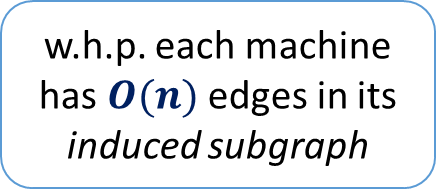 w.h.p. each machine
has O(n) edges in its
induced subgraph